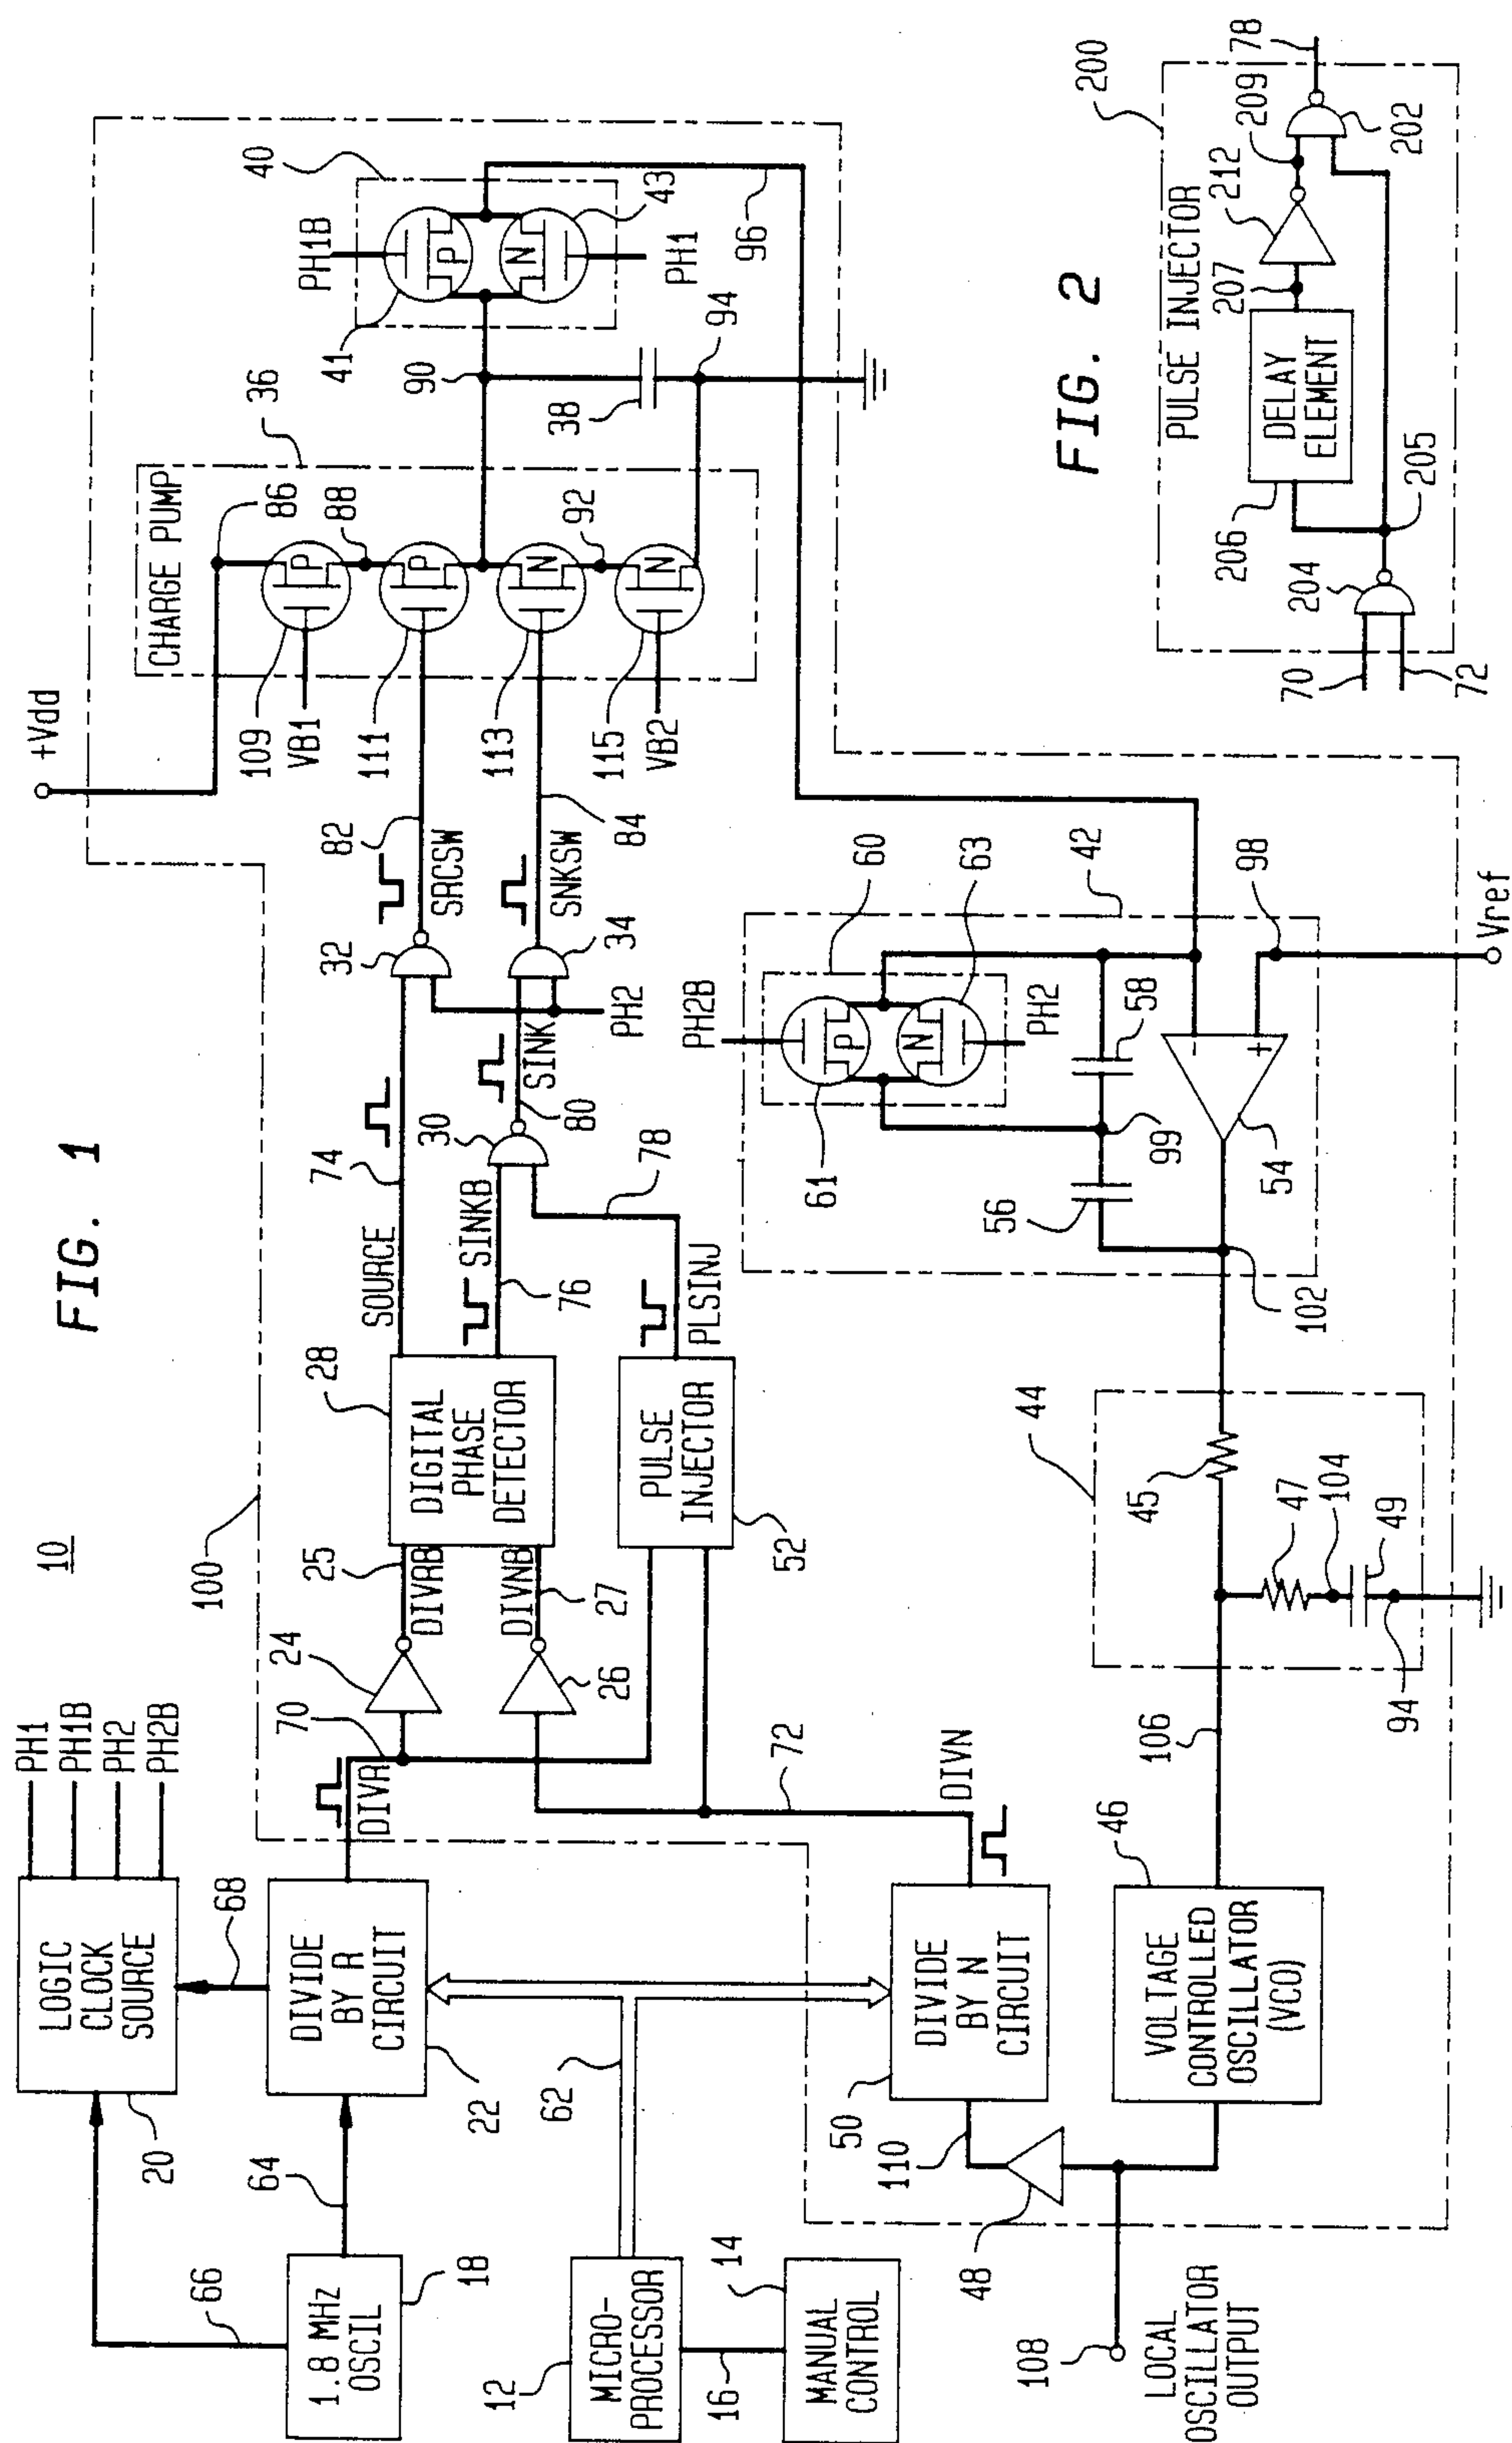 FIG. 1
10
100
+Vdd
LOGIC
CLOCK
SOURCE
PH1
PH1B
PH2
PH2B
20
66
68
1.8 MHz
OSCIL
18
64
DIVIDE
BY R
CIRCUIT
22
62
MICRO-
PROCESSOR
12
16
MANUAL
CONTROL
14
DIVR
70
24
DIVRB
25
26
DIVNB
27
DIGITAL
PHASE
DETECTOR
28
PULSE
INJECTOR
52
72
DIVN
SOURCE
74
SINKB
76
PLSINJ
78
30
SINK
80
32
34
PH2
SRCSW
82
SNKSW
84
CHARGE PUMP
36
86
P
109
VB1
88
P
111
N
113
92
N
115
VB2
90
38
94
40
PH1B
P
41
N
43
PH1
96
42
60
PH2B
P
61
N
63
PH2
58
99
56
-
+
54
98
Vref
102
44
45
47
104
49
94
106
VOLTAGE
CONTROLLED
OSCILLATOR
(VCO)
46
DIVIDE
BY N
CIRCUIT
50
110
48
108
LOCAL
OSCILLATOR
OUTPUT
FIG. 2
200
PULSE INJECTOR
70
72
204
205
206
DELAY
ELEMENT
207
212
209
202
78